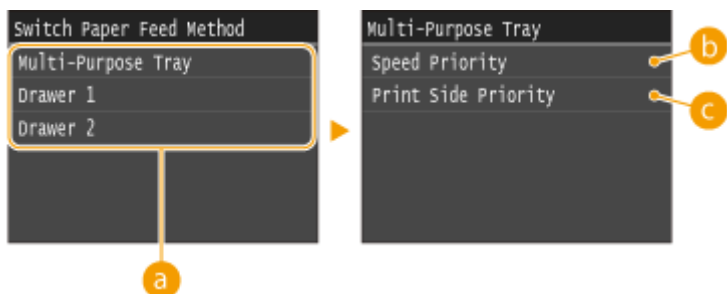 Switch Paper Feed Method
Multi-Purpose Tray
Drawer 1
Drawer 2
a
Multi-Purpose Tray
Speed Priority
b
Print Side Priority
c